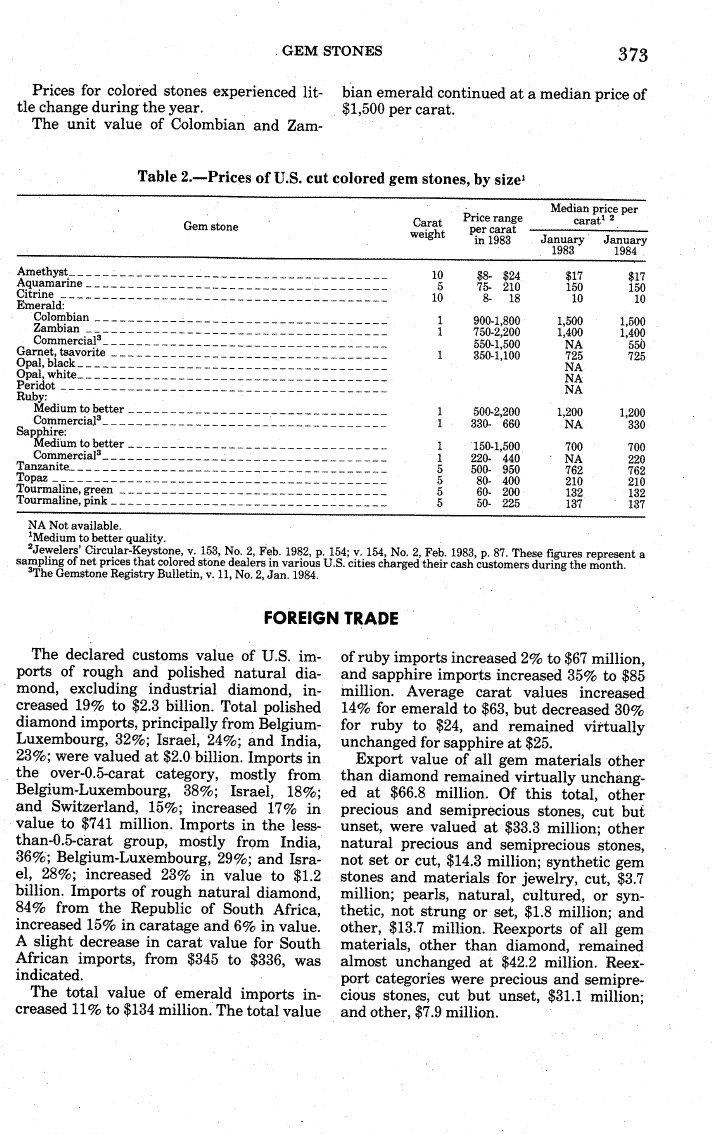 GEM STONES
373
Prices for colored stones experienced lit-
tle change during the year.
The unit value of Colombian and Zam-
bian emerald continued at a median price of
$1,500 per carat.
Table 2.—Prices of U.S. cut colored gem stones, by size¹
Gem stone
Carat weight
Price range per carat in 1983
Median price per carat¹ ²
January 1983
January 1984
Amethyst 10 $8- $24 $17 $17
Aquamarine 5 75- 210 150 150
Citrine 10 8- 18 10 10
Emerald:
Colombian 1 900-1,800 1,500 1,500
Zambian 1 750-2,200 1,400 1,400
Commercial³ 550-1,500 NA 550
Garnet, tsavorite 1 350-1,100 725 725
Opal, black NA
Opal, white NA
Peridot NA
Ruby:
Medium to better 1 500-2,200 1,200 1,200
Commercial³ 1 330- 660 NA 330
Sapphire:
Medium to better 1 150-1,500 700 700
Commercial³ 1 220- 440 NA 220
Tanzanite 5 500- 950 762 762
Topaz 5 80- 400 210 210
Tourmaline, green 5 60- 200 132 132
Tourmaline, pink 5 50- 225 137 137
NA Not available.
¹Medium to better quality.
²Jewelers' Circular-Keystone, v. 153, No. 2, Feb. 1982, p. 154; v. 154, No. 2, Feb. 1983, p. 87. These figures represent a
sampling of net prices that colored stone dealers in various U.S. cities charged their cash customers during the month.
³The Gemstone Registry Bulletin, v. 11, No. 2, Jan. 1984.
FOREIGN TRADE
The declared customs value of U.S. im-
ports of rough and polished natural dia-
mond, excluding industrial diamond, in-
creased 19% to $2.3 billion. Total polished
diamond imports, principally from Belgium-
Luxembourg, 32%; Israel, 24%; and India,
23%; were valued at $2.0 billion. Imports in
the over-0.5-carat category, mostly from
Belgium-Luxembourg, 38%; Israel, 18%;
and Switzerland, 15%; increased 17% in
value to $741 million. Imports in the less-
than-0.5-carat group, mostly from India,
36%; Belgium-Luxembourg, 29%; and Isra-
el, 28%; increased 23% in value to $1.2
billion. Imports of rough natural diamond,
84% from the Republic of South Africa,
increased 15% in caratage and 6% in value.
A slight decrease in carat value for South
African imports, from $345 to $336, was
indicated.
The total value of emerald imports in-
creased 11% to $134 million. The total value
of ruby imports increased 2% to $67 million,
and sapphire imports increased 35% to $85
million. Average carat values increased
14% for emerald to $63, but decreased 30%
for ruby to $24, and remained virtually
unchanged for sapphire at $25.
Export value of all gem materials other
than diamond remained virtually unchang-
ed at $66.8 million. Of this total, other
precious and semiprecious stones, cut but
unset, were valued at $33.3 million; other
natural precious and semiprecious stones,
not set or cut, $14.3 million; synthetic gem
stones and materials for jewelry, cut, $3.7
million; pearls, natural, cultured, or syn-
thetic, not strung or set, $1.8 million; and
other, $13.7 million. Reexports of all gem
materials, other than diamond, remained
almost unchanged at $42.2 million. Reex-
port categories were precious and semipre-
cious stones, cut but unset, $31.1 million;
and other, $7.9 million.